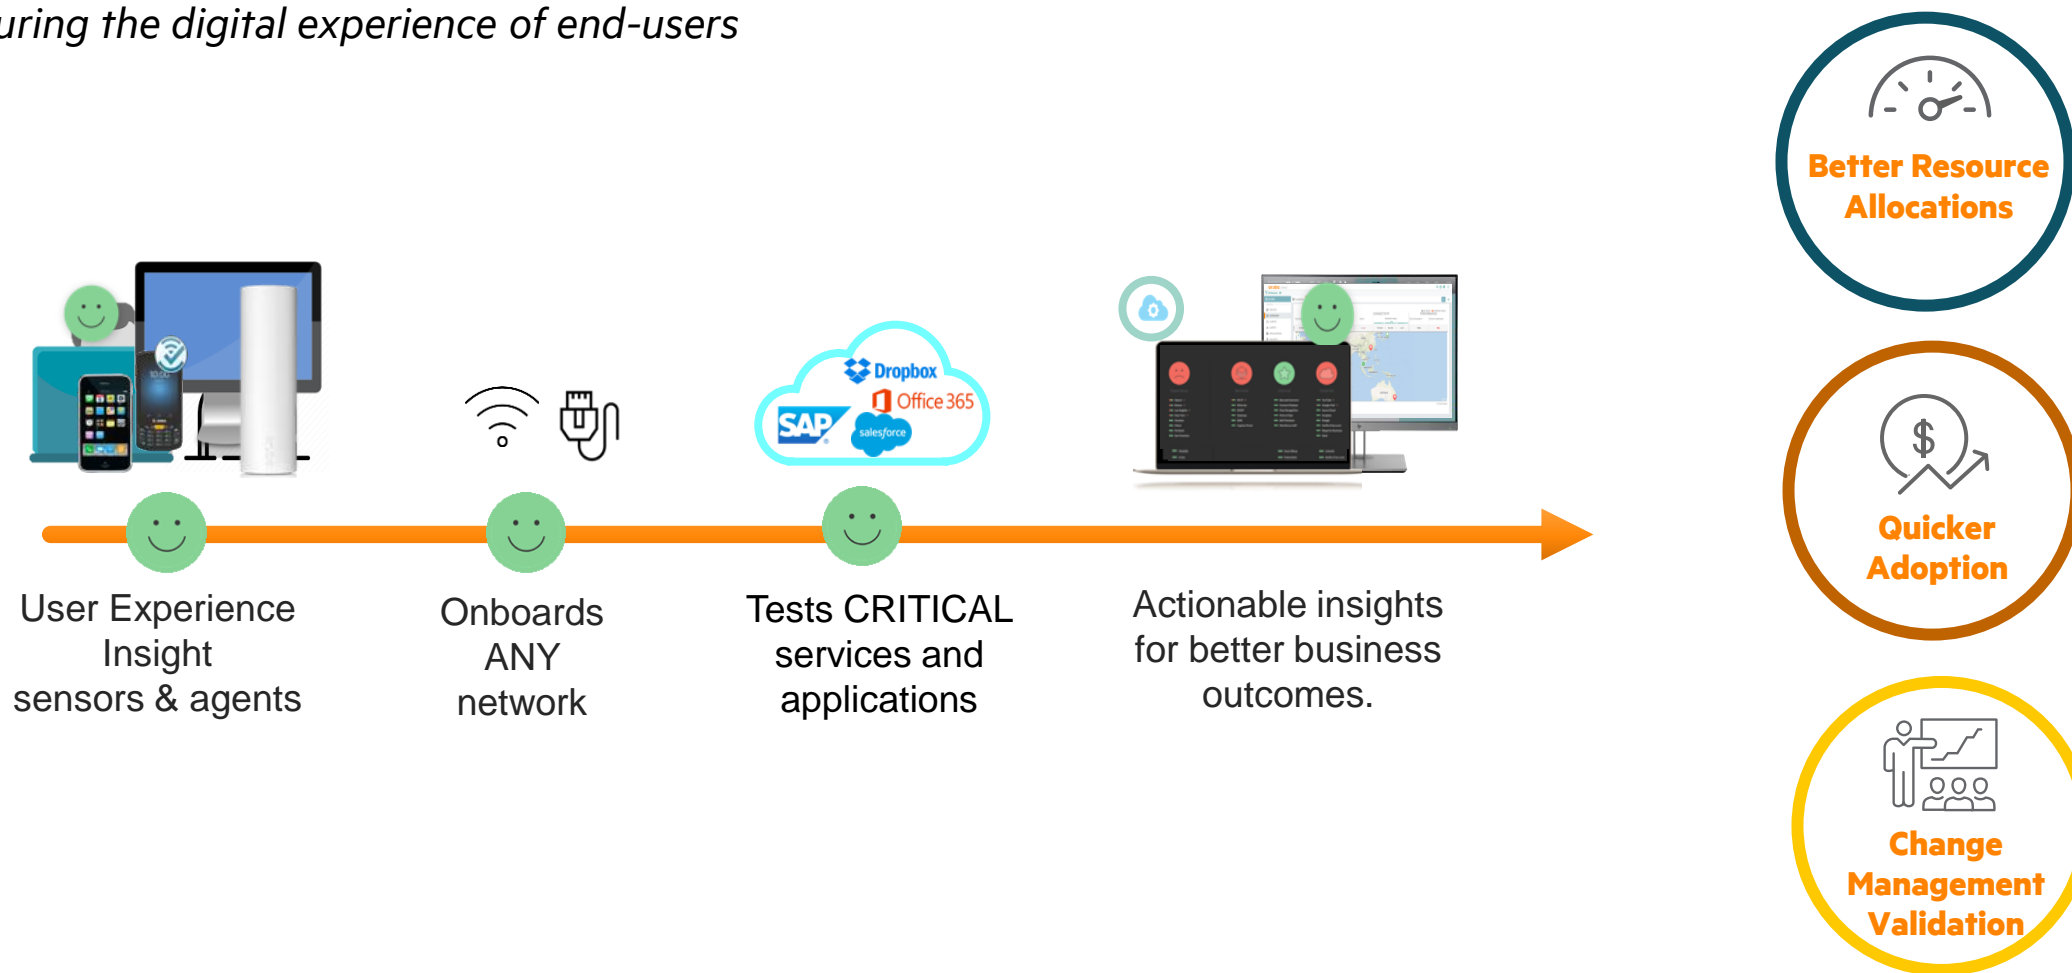 uring the digital experience of end-users
Better Resource
Allocations
Dropbox
Office 365
SAP
salesforce
10:00
Quicker
Adoption
User Experience
Insight
sensors & agents
Onboards
ANY
network
Tests CRITICAL
services and
applications
Actionable insights
for better business
outcomes.
Change
Management
Validation